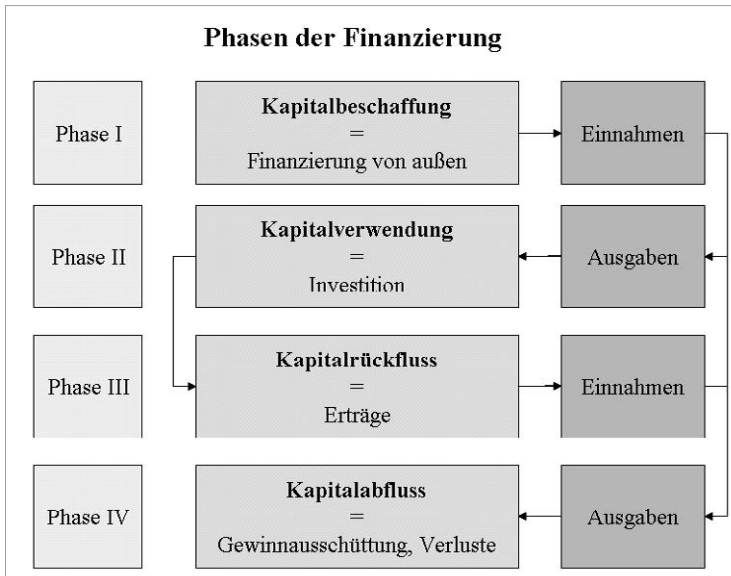 Phasen der Finanzierung
Phase I
Kapitalbeschaffung
=
Finanzierung von außen
Einnahmen
Phase II
Kapitalverwendung
=
Investition
Ausgaben
Phase III
Kapitalrückfluss
=
Erträge
Einnahmen
Phase IV
Kapitalabfluss
=
Gewinnausschüttung, Verluste
Ausgaben